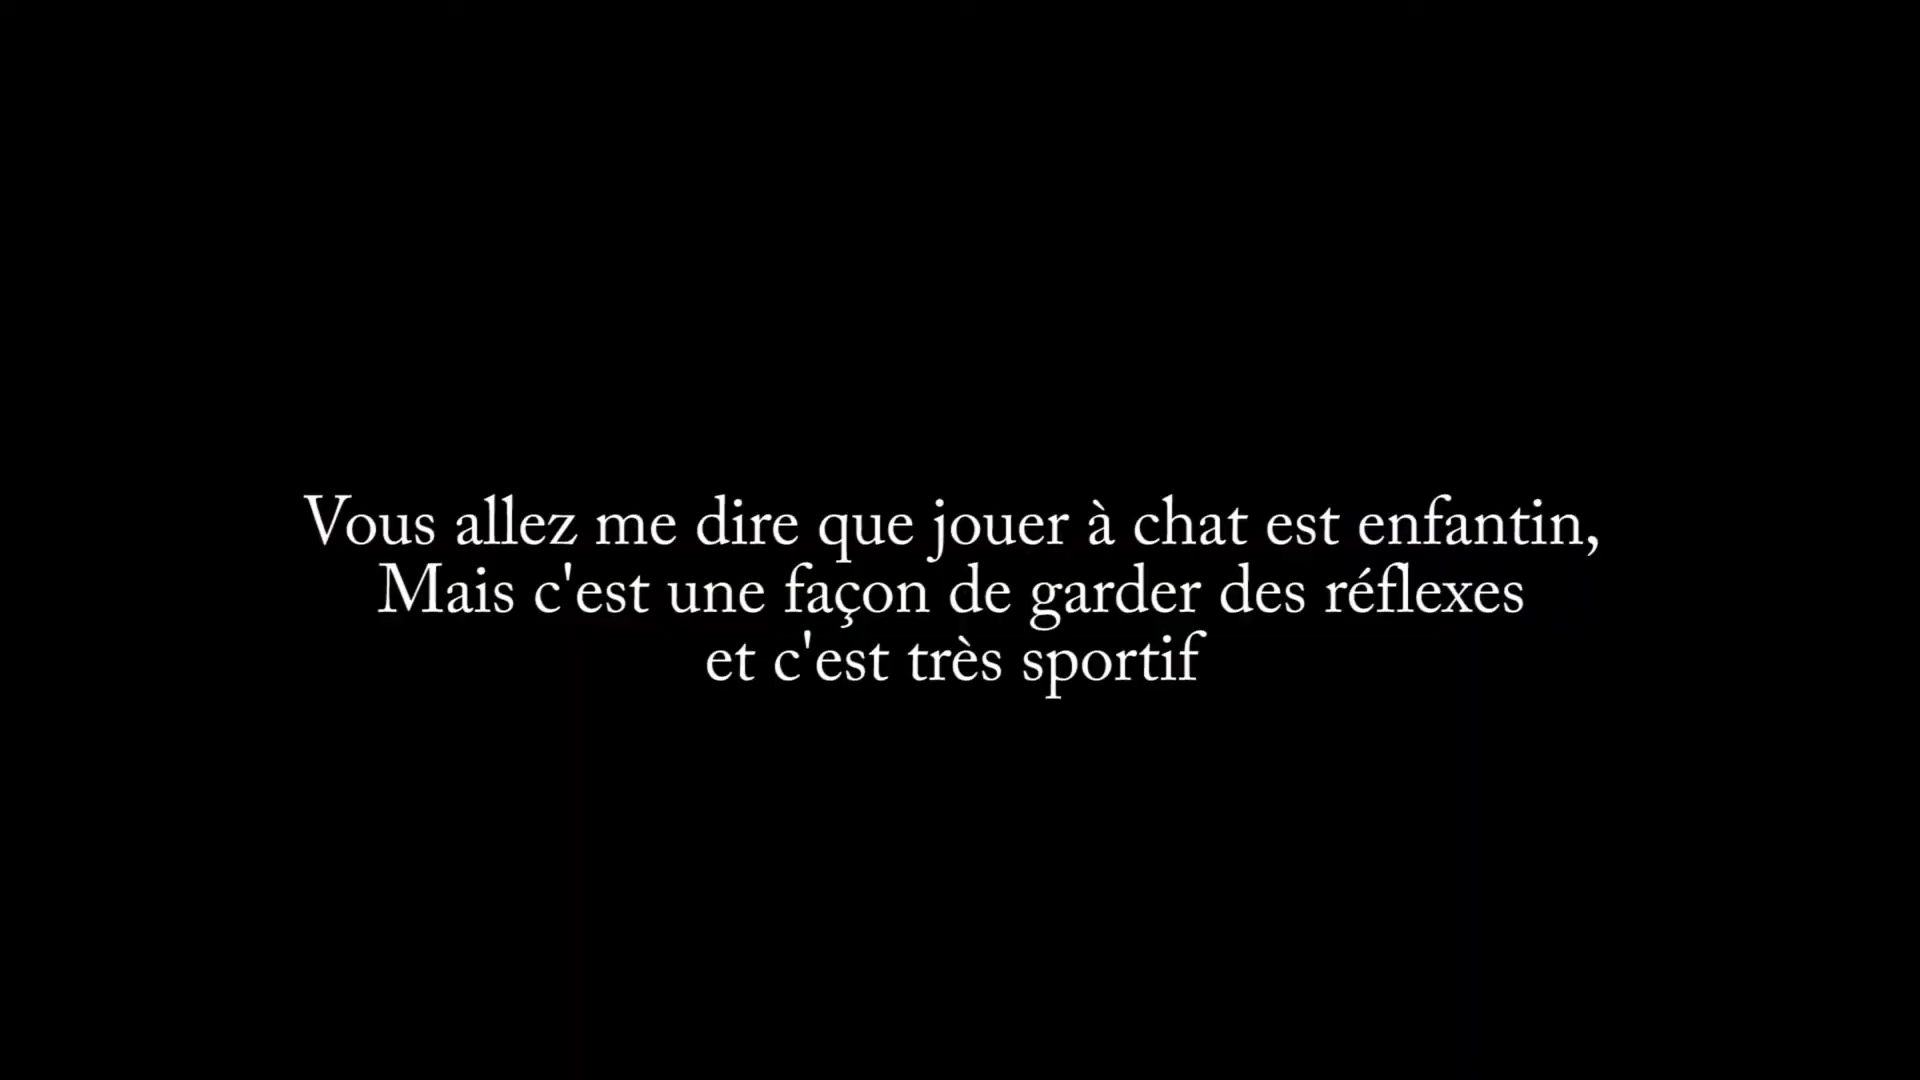 Vous allez me dire que jouer à chat est enfantin,
Mais c'est une façon de garder des réflexes
et c'est très sportif